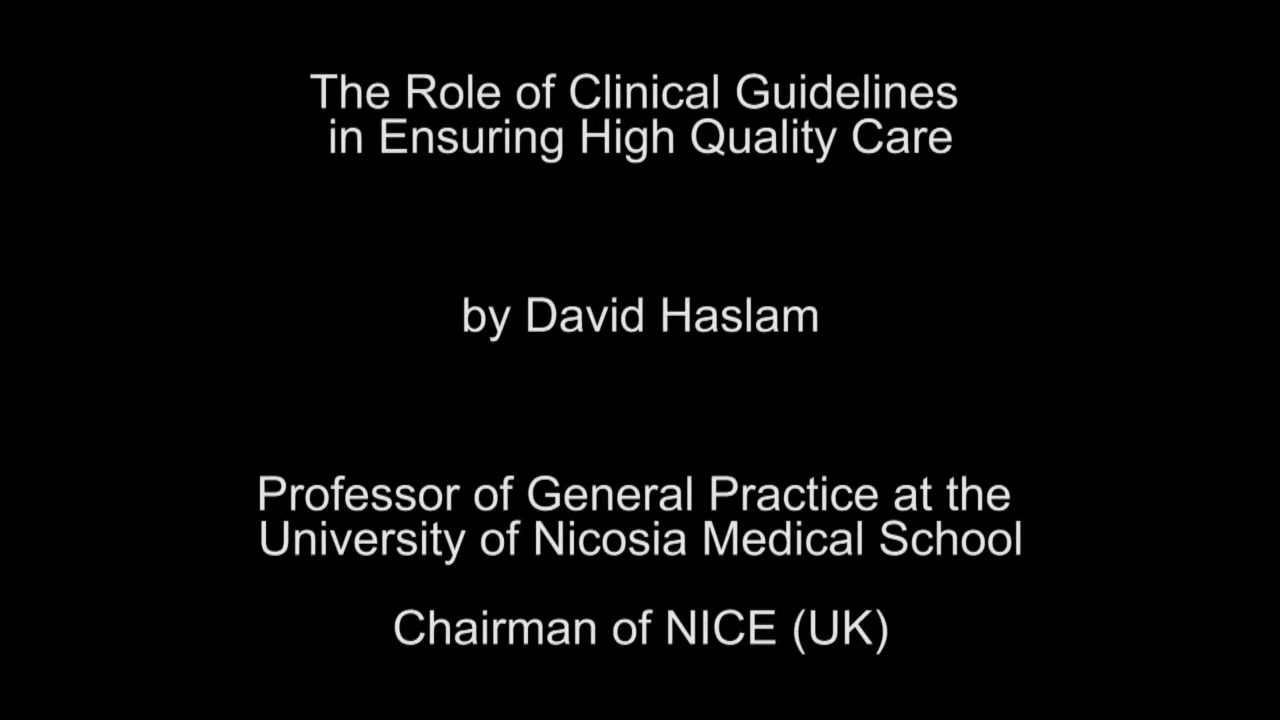 The Role of Clinical Guidelines
in Ensuring High Quality Care
by David Haslam
Professor of General Practice at the
University of Nicosia Medical School
Chairman of NICE (UK)